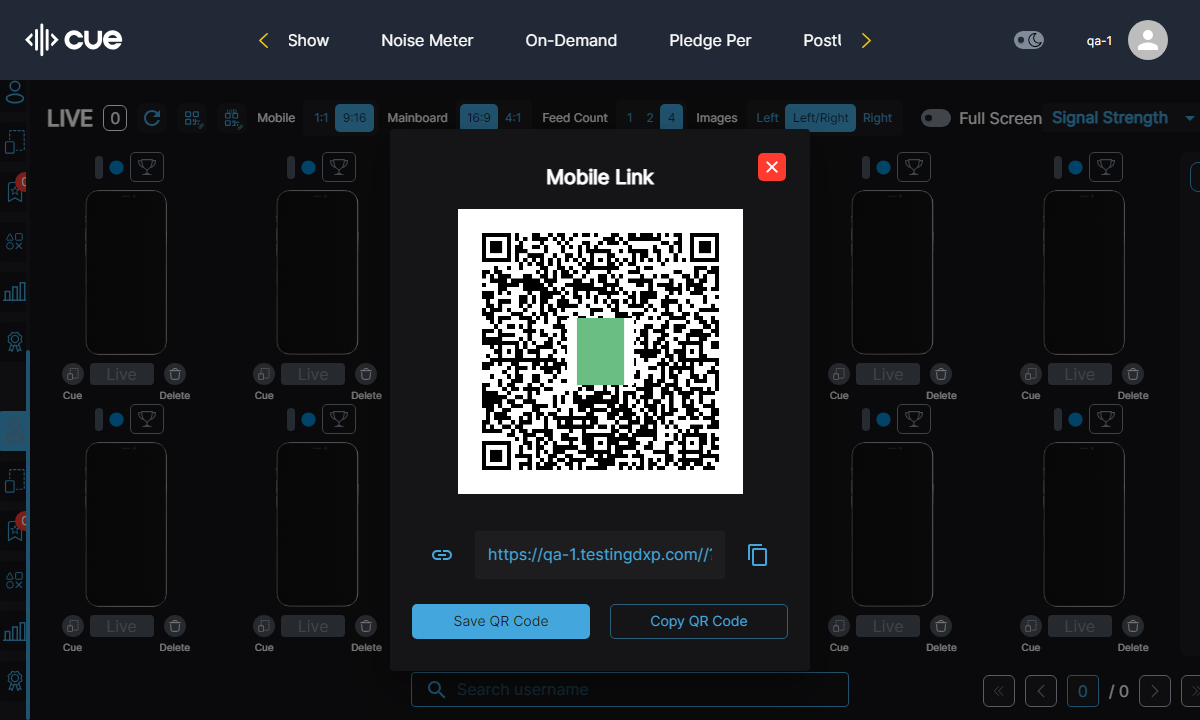 cue
Show
Noise Meter
On-Demand
Pledge Per
qa-1
LIVE
0
Mobile
1:1
9:16
Mainboard
16:9
4:1
Feed Count
1
2
4
Images
Left
Left/Right
Right
Full Screen
Signal Strength
Mobile Link
Live
Live
Live
Live
Cue
Delete
Cue
Delete
Cue
Delete
Cue
Delete
https://qa-1.testingdxp.com//
Save QR Code
Copy QR Code
Live
Live
Live
Live
Cue
Delete
Cue
Delete
Cue
Delete
Cue
Delete
Search username
0
/ 0